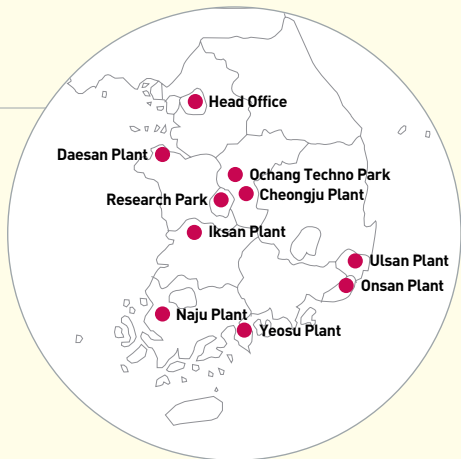 Head Office
Daesan Plant
Ochang Techno Park
Cheongju Plant
Research Park
Iksan Plant
Ulsan Plant
Onsan Plant
Naju Plant
Yeosu Plant